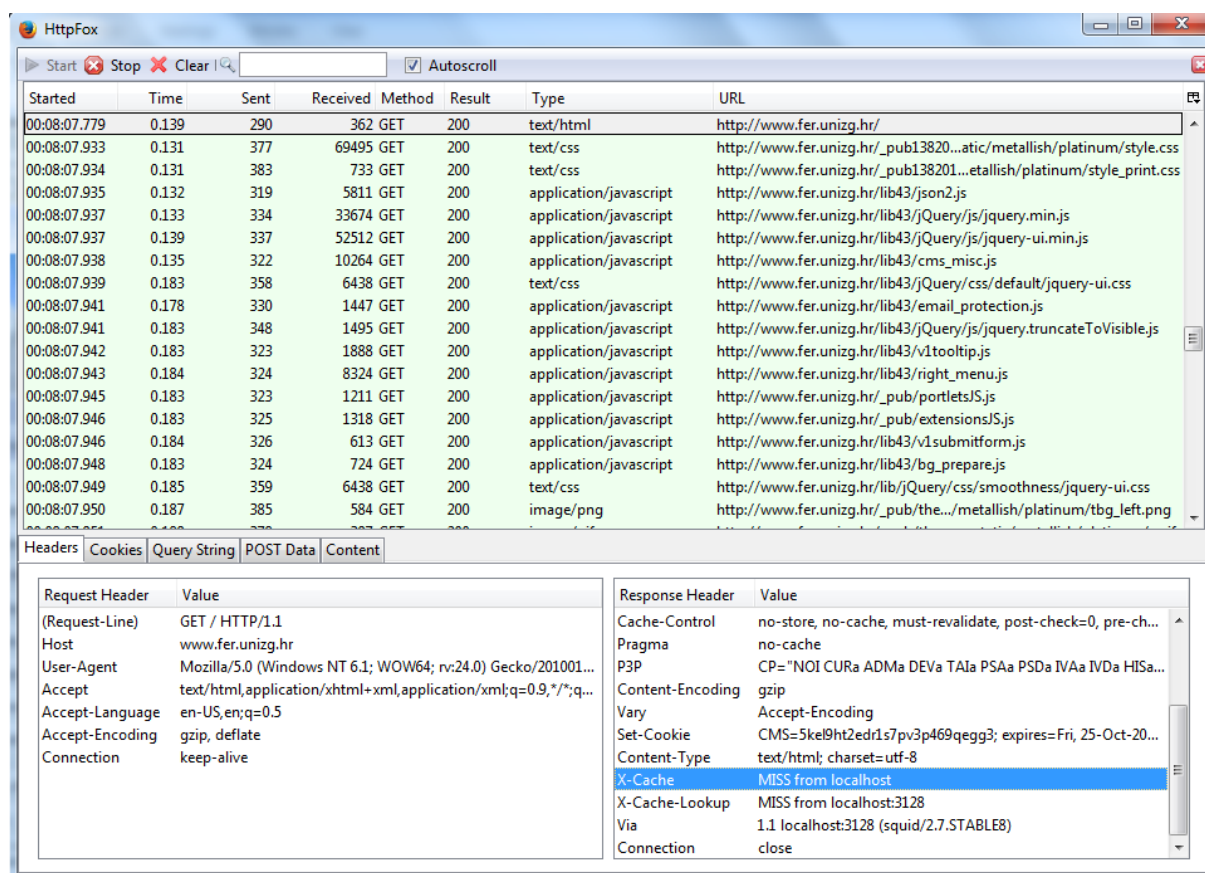 HttpFox
Start Stop Clear Autoscroll
Started Time Sent Received Method Result Type URL
00:08:07.779 0.139 290 362 GET 200 text/html http://www.fer.unizg.hr/
00:08:07.933 0.131 377 69495 GET 200 text/css http://www.fer.unizg.hr/_pub13820...atic/metallish/platinum/style.css
00:08:07.934 0.131 383 733 GET 200 text/css http://www.fer.unizg.hr/_pub138201...etallish/platinum/style_print.css
00:08:07.935 0.132 319 5811 GET 200 application/javascript http://www.fer.unizg.hr/lib43/json2.js
00:08:07.937 0.133 334 33674 GET 200 application/javascript http://www.fer.unizg.hr/lib43/jQuery/js/jquery.min.js
00:08:07.937 0.139 337 52512 GET 200 application/javascript http://www.fer.unizg.hr/lib43/jQuery/js/jquery-ui.min.js
00:08:07.938 0.135 322 10264 GET 200 application/javascript http://www.fer.unizg.hr/lib43/cms_misc.js
00:08:07.939 0.183 358 6438 GET 200 text/css http://www.fer.unizg.hr/lib43/jQuery/css/default/jquery-ui.css
00:08:07.941 0.178 330 1447 GET 200 application/javascript http://www.fer.unizg.hr/lib43/email_protection.js
00:08:07.941 0.183 348 1495 GET 200 application/javascript http://www.fer.unizg.hr/lib43/jQuery/js/jquery.truncateToVisible.js
00:08:07.942 0.183 323 1888 GET 200 application/javascript http://www.fer.unizg.hr/lib43/v1tooltip.js
00:08:07.943 0.184 324 8324 GET 200 application/javascript http://www.fer.unizg.hr/lib43/right_menu.js
00:08:07.945 0.183 323 1211 GET 200 application/javascript http://www.fer.unizg.hr/_pub/portletsJS.js
00:08:07.946 0.183 325 1318 GET 200 application/javascript http://www.fer.unizg.hr/_pub/extensionsJS.js
00:08:07.946 0.184 326 613 GET 200 application/javascript http://www.fer.unizg.hr/lib43/v1submitform.js
00:08:07.948 0.183 324 724 GET 200 application/javascript http://www.fer.unizg.hr/lib43/bg_prepare.js
00:08:07.949 0.185 359 6438 GET 200 text/css http://www.fer.unizg.hr/lib/jQuery/css/smoothness/jquery-ui.css
00:08:07.950 0.187 385 584 GET 200 image/png http://www.fer.unizg.hr/_pub/the.../metallish/platinum/tbg_left.png
Headers Cookies Query String POST Data Content
Request Header Value
(Request-Line) GET / HTTP/1.1
Host www.fer.unizg.hr
User-Agent Mozilla/5.0 (Windows NT 6.1; WOW64; rv:24.0) Gecko/201001...
Accept text/html,application/xhtml+xml,application/xml;q=0.9,*/*;q...
Accept-Language en-US,en;q=0.5
Accept-Encoding gzip, deflate
Connection keep-alive
Response Header Value
Cache-Control no-store, no-cache, must-revalidate, post-check=0, pre-ch...
Pragma no-cache
P3P CP="NOI CURa ADMa DEVa TAIa PSAa PSDa IVAa IVDa HISa...
Content-Encoding gzip
Vary Accept-Encoding
Set-Cookie CMS=5kel9ht2edr1s7pv3p469qegg3; expires=Fri, 25-Oct-20...
Content-Type text/html; charset=utf-8
X-Cache MISS from localhost
X-Cache-Lookup MISS from localhost:3128
Via 1.1 localhost:3128 (squid/2.7.STABLE8)
Connection close